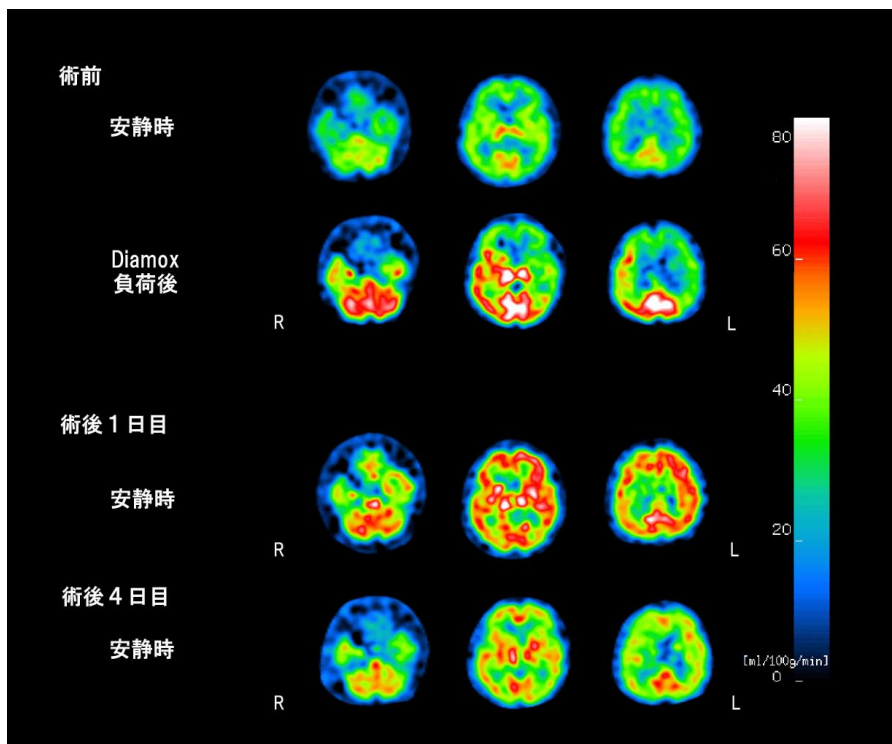 術前
安静時
Diamox
負荷後
R
L
術後1日目
安静時
R
L
術後4日目
安静時
R
L
80
60
40
20
[ml/100g/min]
0